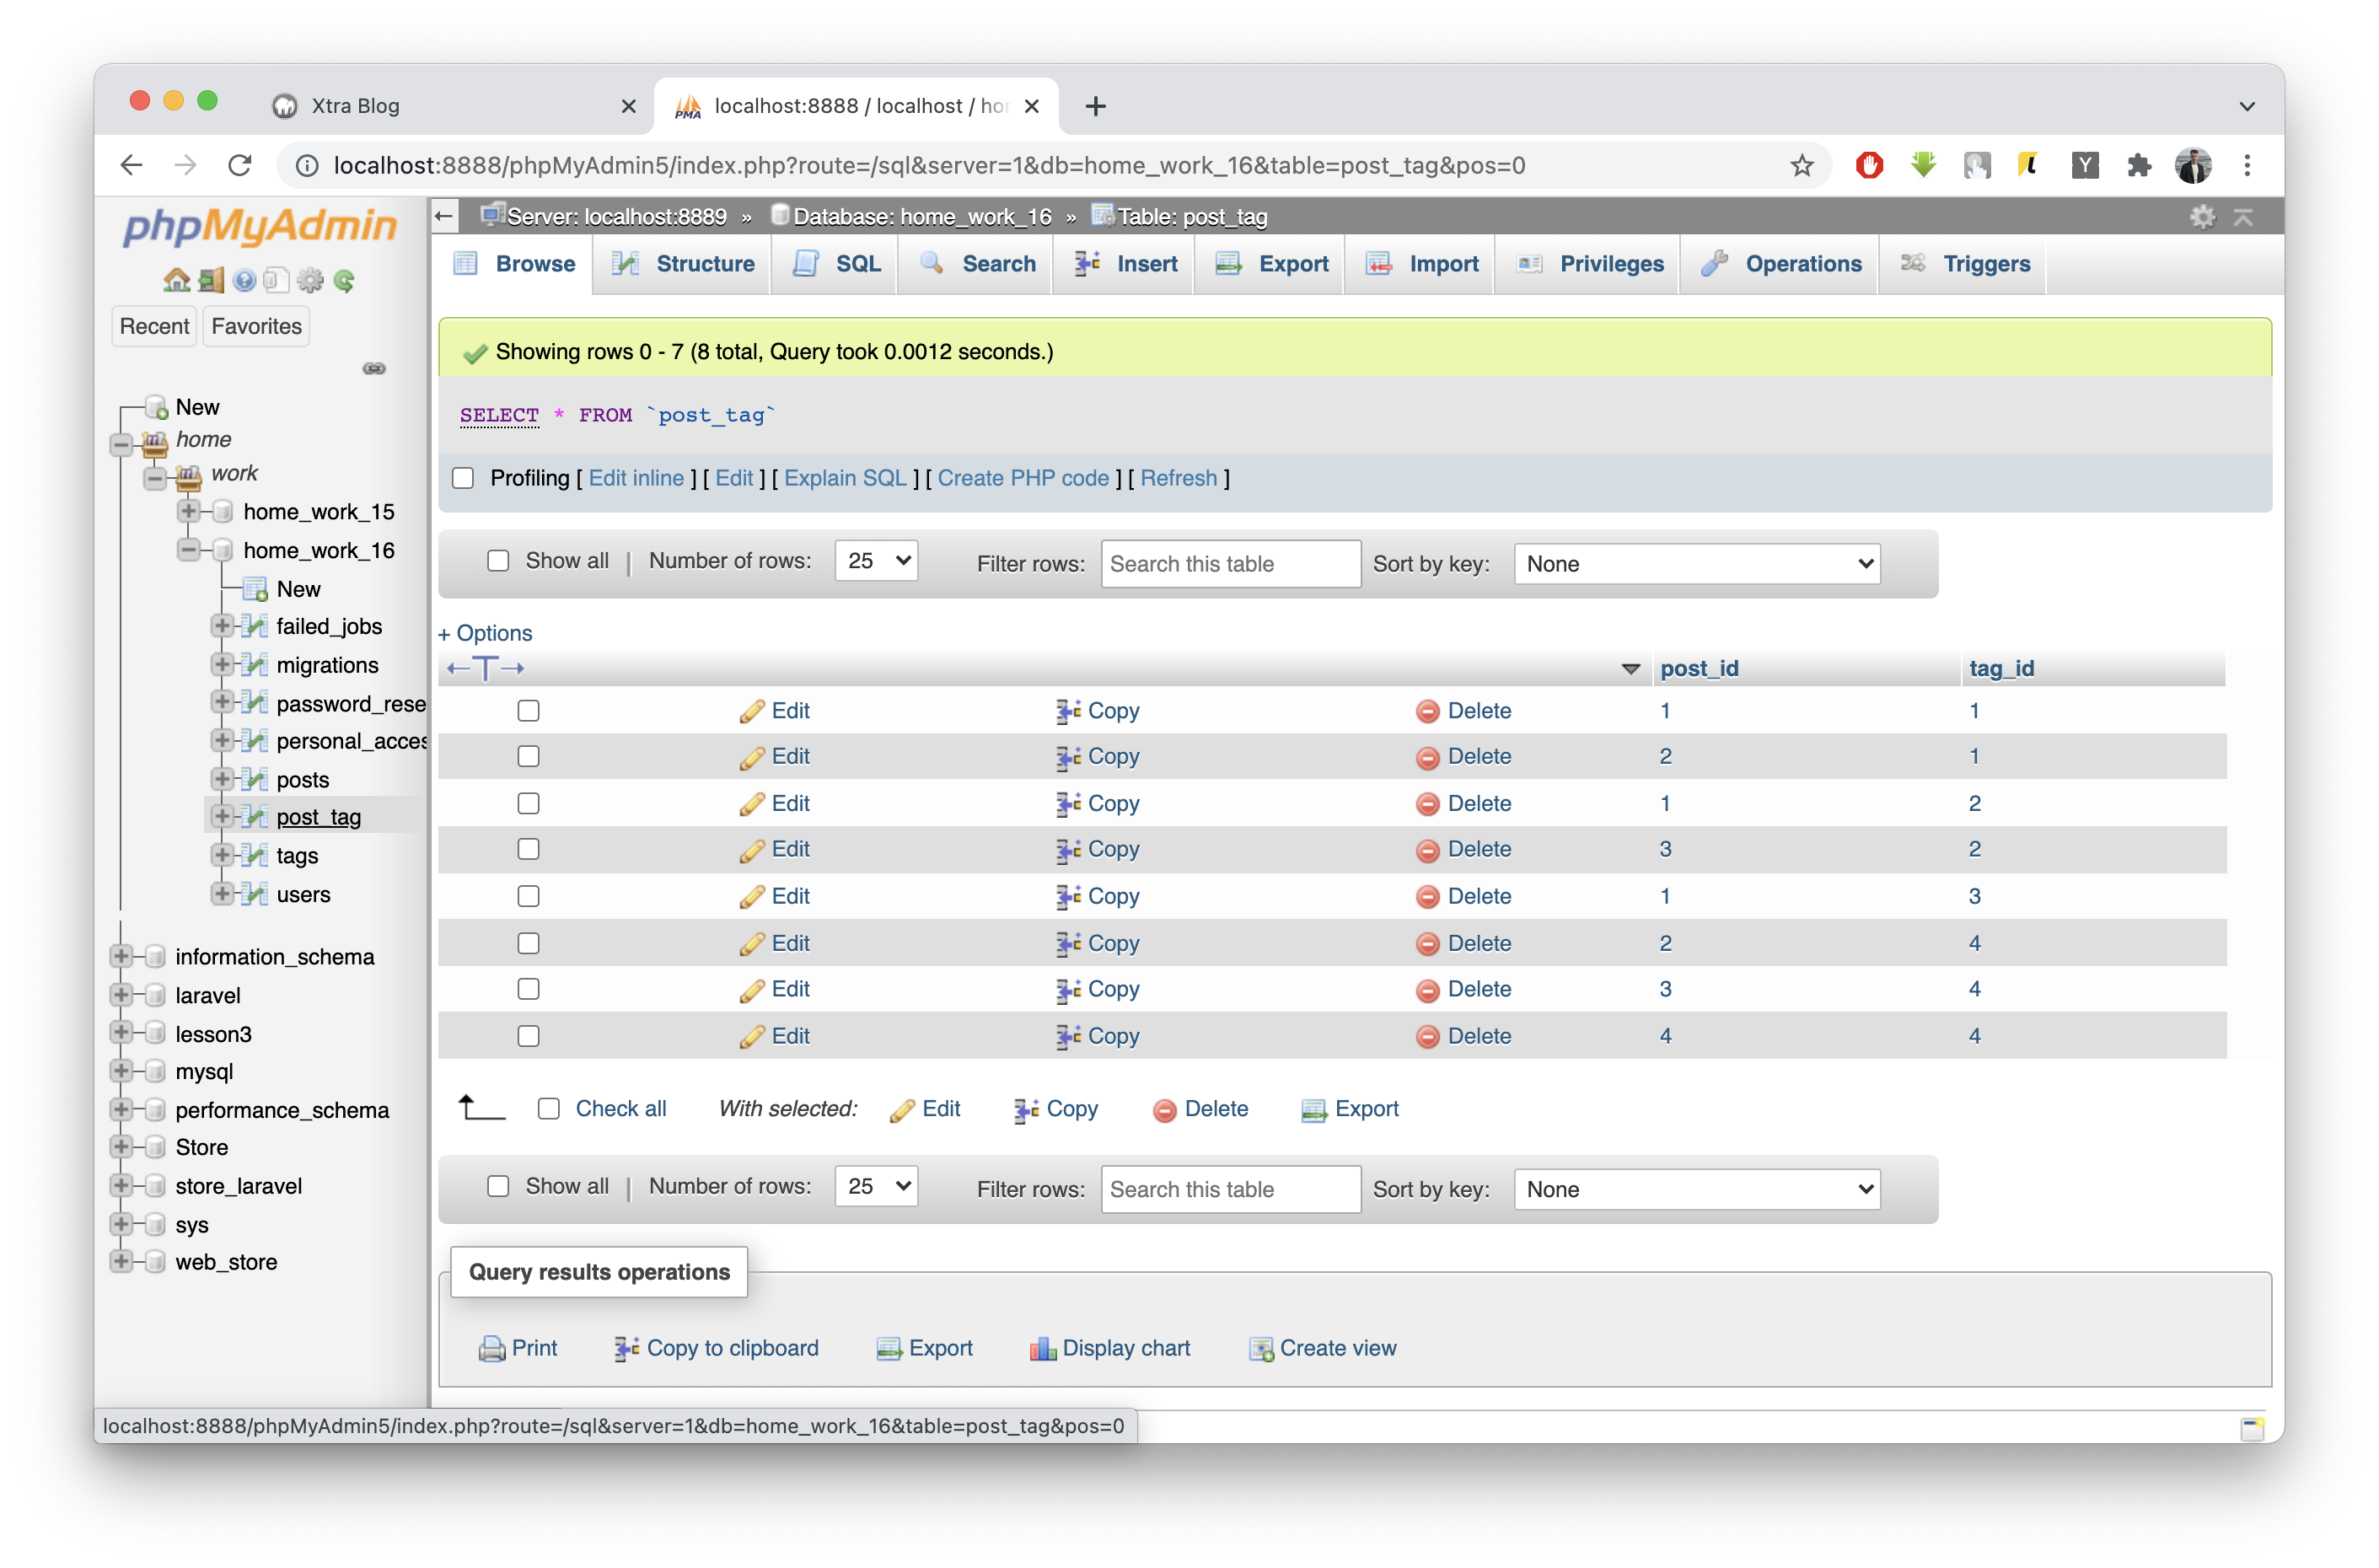 Xtra Blog
localhost:8888 / localhost / hor
localhost:8888/phpMyAdmin5/index.php?route=/sql&server=1&db=home_work_16&table=post_tag&pos=0
phpMyAdmin
Recent Favorites
New
home
work
home_work_15
home_work_16
New
failed_jobs
migrations
password_rese
personal_acces
posts
post_tag
tags
users
information_schema
laravel
lesson3
mysql
performance_schema
Store
store_laravel
sys
web_store
Server: localhost:8889 » Database: home_work_16 » Table: post_tag
Browse Structure SQL Search Insert Export Import Privileges Operations Triggers
Showing rows 0 - 7 (8 total, Query took 0.0012 seconds.)
SELECT * FROM `post_tag`
Profiling [ Edit inline ] [ Edit ] [ Explain SQL ] [ Create PHP code ] [ Refresh ]
Show all | Number of rows: 25 Filter rows: Search this table Sort by key: None
+ Options
←T→ post_id tag_id
Edit Copy Delete 1 1
Edit Copy Delete 2 1
Edit Copy Delete 1 2
Edit Copy Delete 3 2
Edit Copy Delete 1 3
Edit Copy Delete 2 4
Edit Copy Delete 3 4
Edit Copy Delete 4 4
Check all With selected: Edit Copy Delete Export
Show all | Number of rows: 25 Filter rows: Search this table Sort by key: None
Query results operations
Print Copy to clipboard Export Display chart Create view
localhost:8888/phpMyAdmin5/index.php?route=/sql&server=1&db=home_work_16&table=post_tag&pos=0